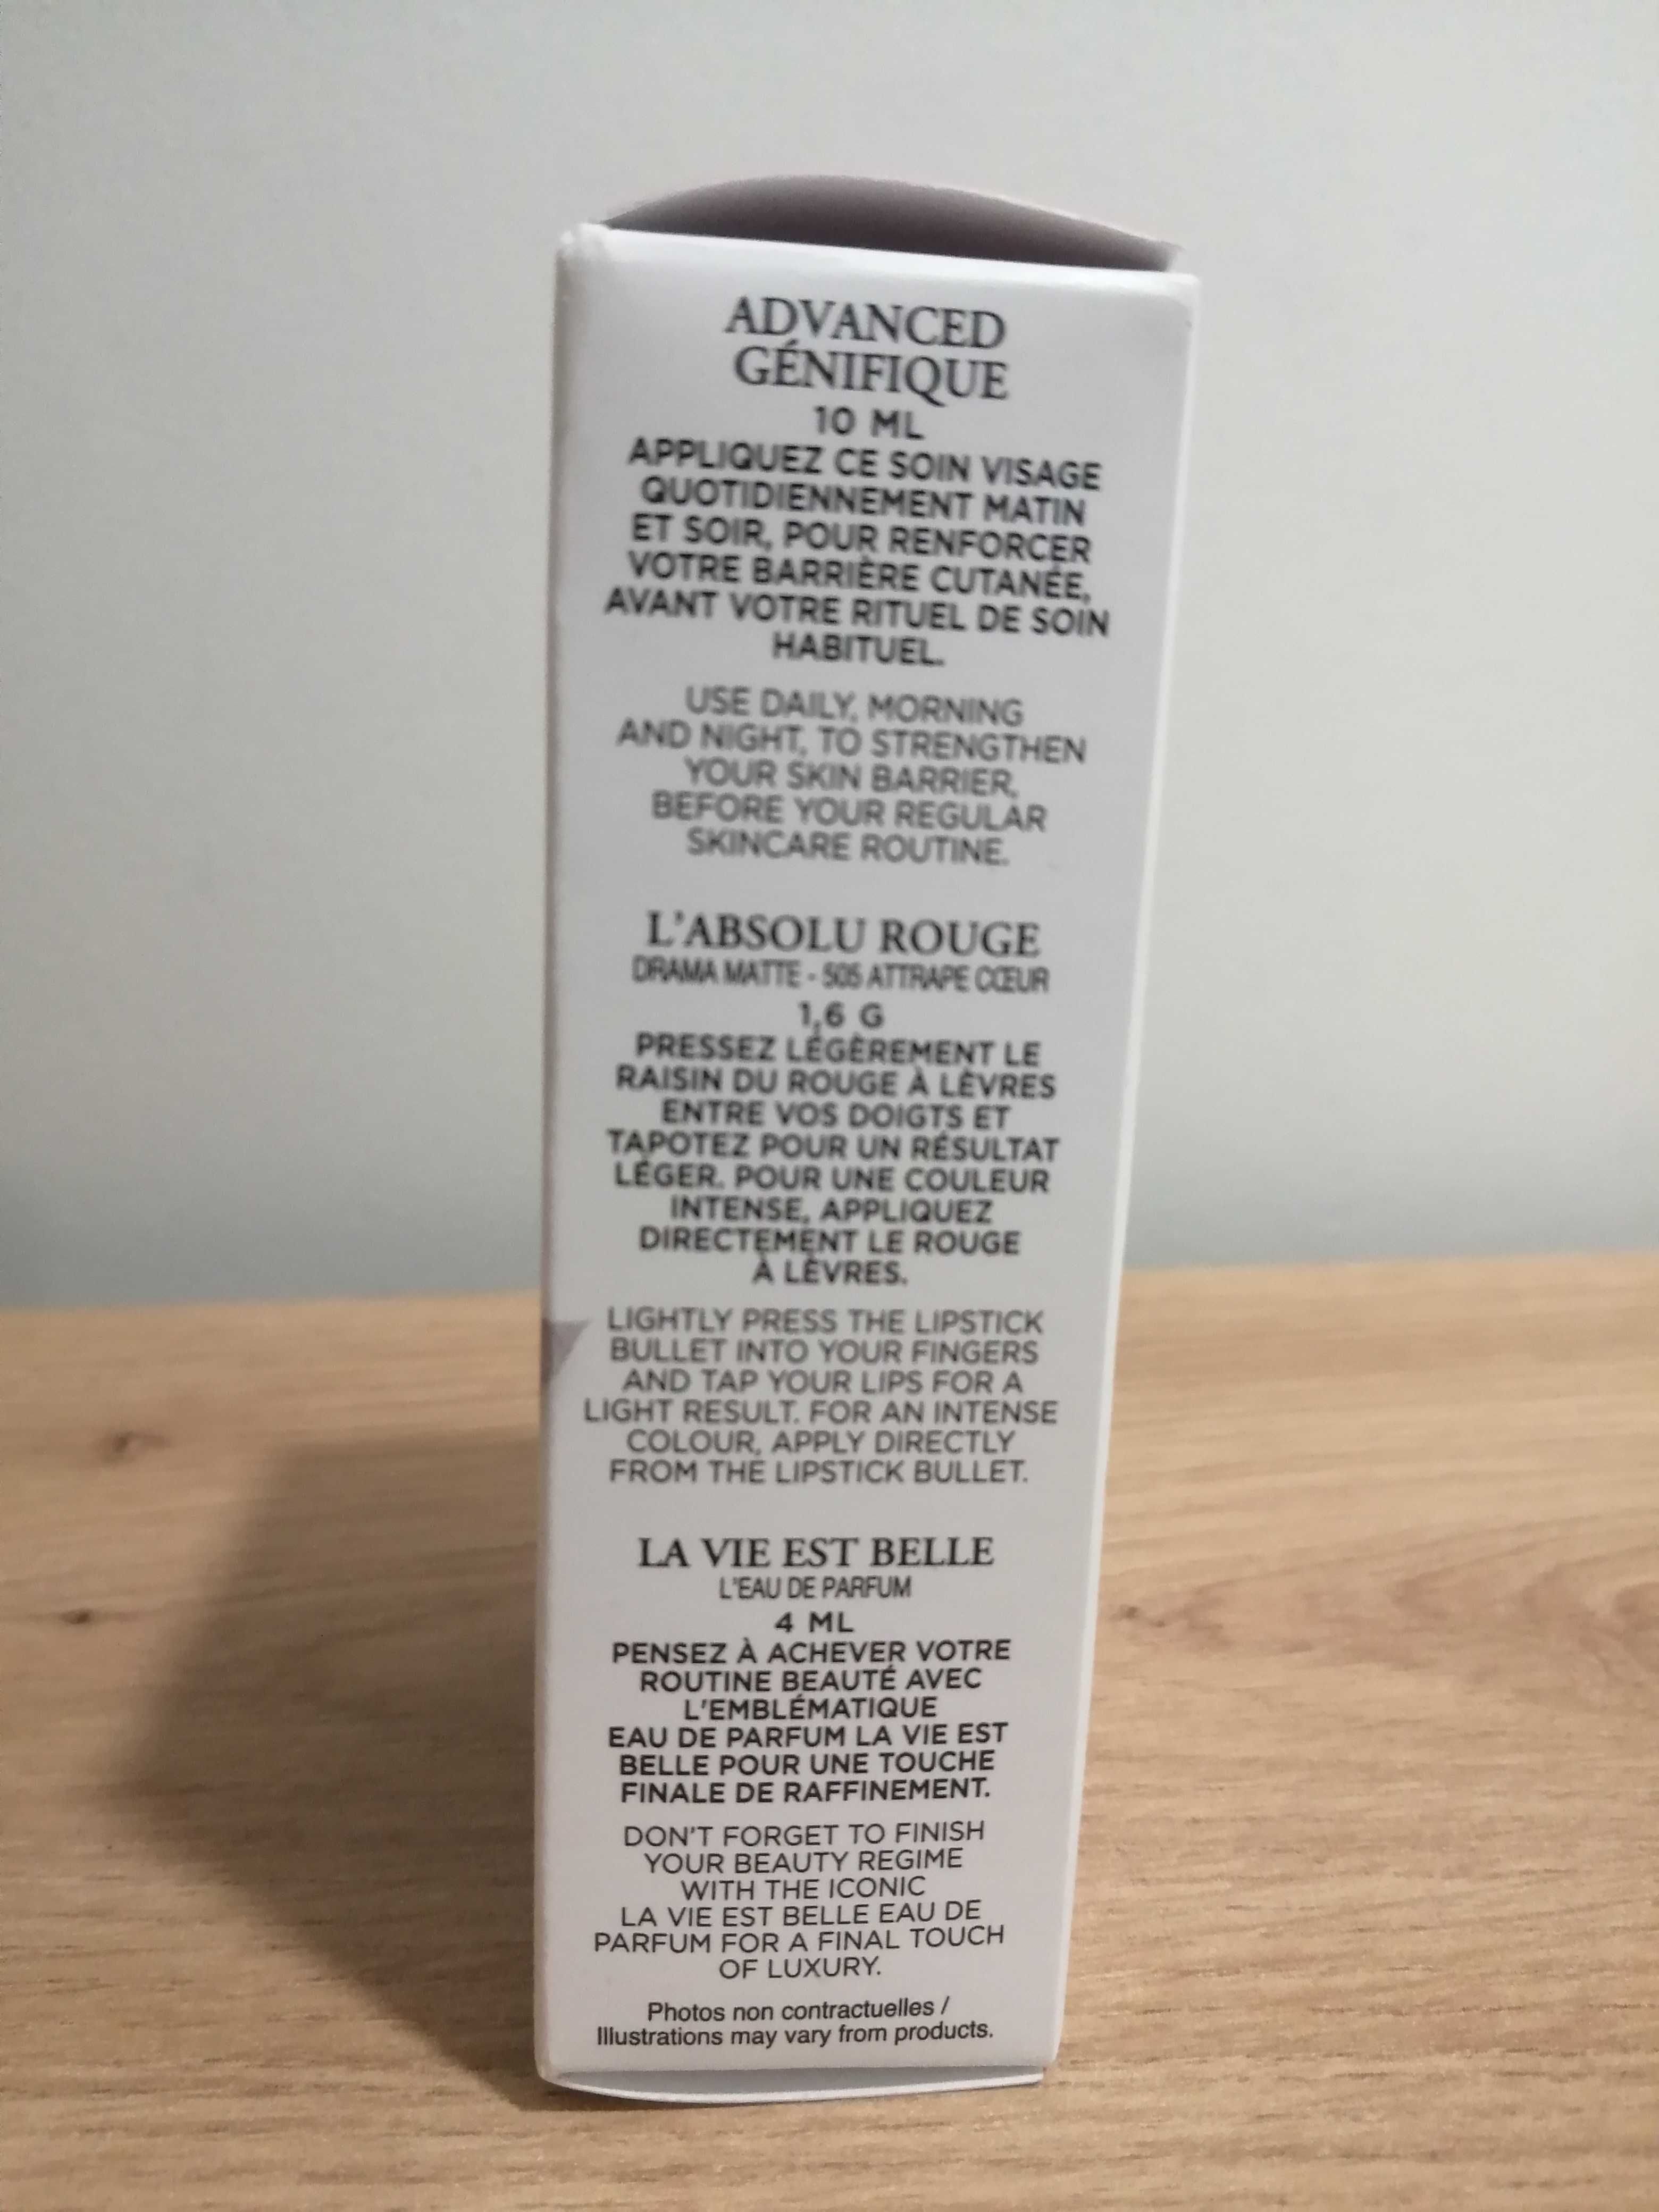 ADVANCED
GÉNIFIQUE
10 ML
APPLIQUEZ CE SOIN VISAGE
QUOTIDIENNEMENT MATIN
ET SOIR, POUR RENFORCER
VOTRE BARRIÈRE CUTANÉE,
AVANT VOTRE RITUEL DE SOIN
HABITUEL.
USE DAILY, MORNING
AND NIGHT, TO STRENGTHEN
YOUR SKIN BARRIER,
BEFORE YOUR REGULAR
SKINCARE ROUTINE.
L'ABSOLU ROUGE
DRAMA MATTE - 505 ATTRAPE CŒUR
1,6 G
PRESSEZ LÉGÈREMENT LE
RAISIN DU ROUGE À LÈVRES
ENTRE VOS DOIGTS ET
TAPOTEZ POUR UN RÉSULTAT
LÉGER. POUR UNE COULEUR
INTENSE, APPLIQUEZ
DIRECTEMENT LE ROUGE
À LÈVRES.
LIGHTLY PRESS THE LIPSTICK
BULLET INTO YOUR FINGERS
AND TAP YOUR LIPS FOR A
LIGHT RESULT. FOR AN INTENSE
COLOUR, APPLY DIRECTLY
FROM THE LIPSTICK BULLET.
LA VIE EST BELLE
L'EAU DE PARFUM
4 ML
PENSEZ À ACHEVER VOTRE
ROUTINE BEAUTÉ AVEC
L'EMBLÉMATIQUE
EAU DE PARFUM LA VIE EST
BELLE POUR UNE TOUCHE
FINALE DE RAFFINEMENT.
DON'T FORGET TO FINISH
YOUR BEAUTY REGIME
WITH THE ICONIC
LA VIE EST BELLE EAU DE
PARFUM FOR A FINAL TOUCH
OF LUXURY.
Photos non contractuelles /
Illustrations may vary from products.